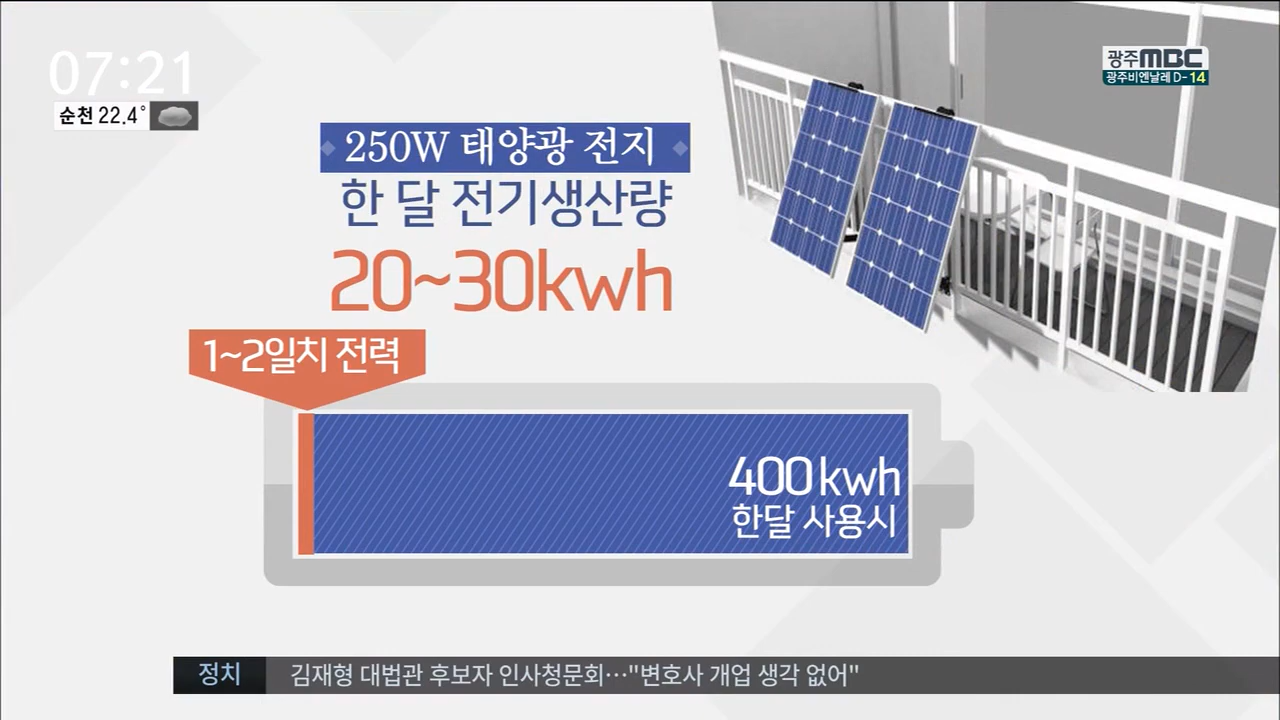 07:21
순천 22.4°
광주MBC
광주비엔날레 D-14
250W 태양광 전지
한 달 전기생산량
20~30kwh
1~2일치 전력
400kwh
한달 사용시
정치 김재형 대법관 후보자 인사청문회…"변호사 개업 생각 없어"